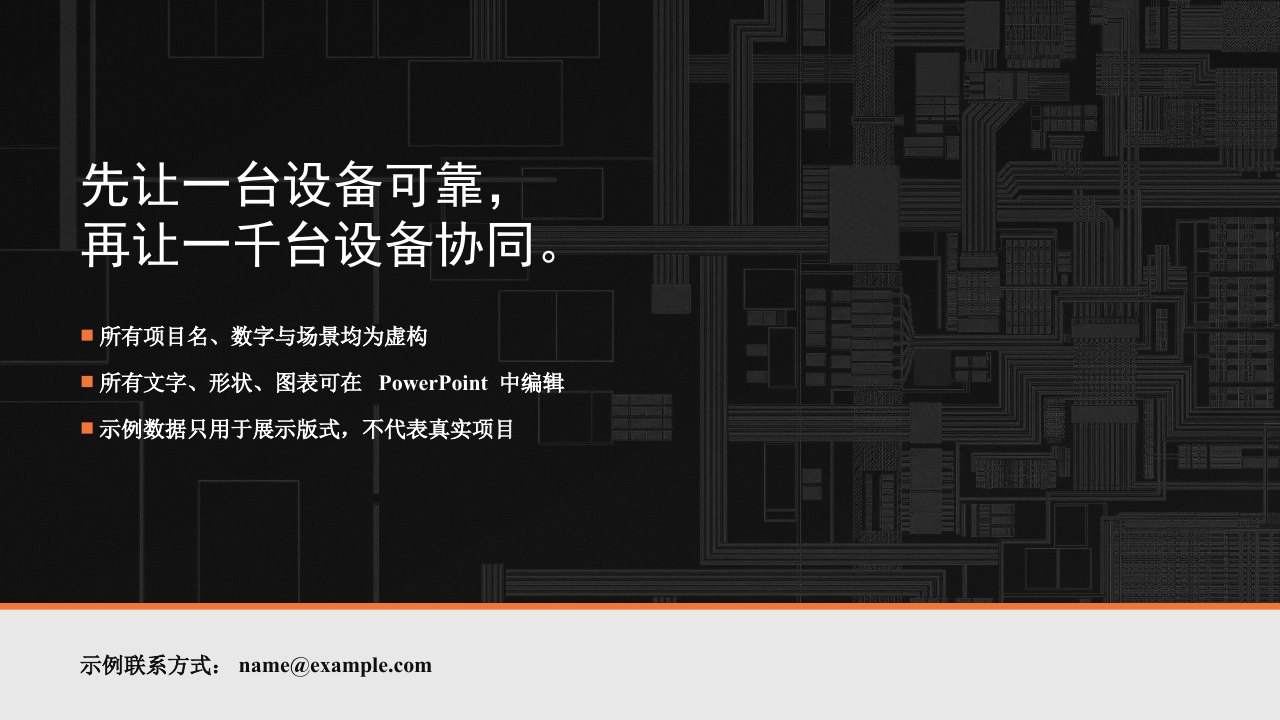 先让一台设备可靠，
再让一千台设备协同。
所有项目名、数字与场景均为虚构
所有文字、形状、图表可在 PowerPoint 中编辑
示例数据只用于展示版式，不代表真实项目
示例联系方式： name@example.com